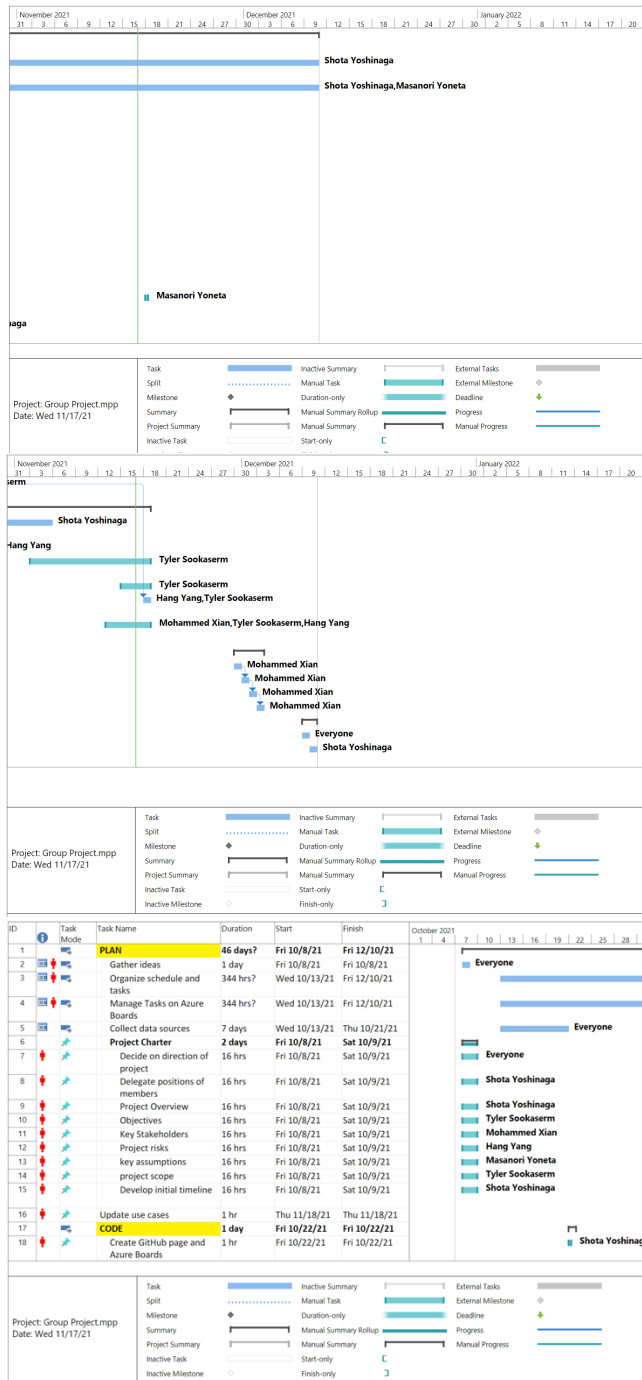 November 2021 December 2021 January 2022
31 3 6 9 12 15 18 21 24 27 30 3 6 9 12 15 18 21 24 27 30 2 5 8 11 14 17 20
Shota Yoshinaga
Shota Yoshinaga,Masanori Yoneta
Masanori Yoneta
naga
Project: Group Project.mpp
Date: Wed 11/17/21
Task Inactive Summary External Tasks
Split Manual Task External Milestone
Milestone Duration-only Deadline
Summary Manual Summary Rollup Progress
Project Summary Manual Summary Manual Progress
Inactive Task Start-only
November 2021 December 2021 January 2022
31 3 6 9 12 15 18 21 24 27 30 3 6 9 12 15 18 21 24 27 30 2 5 8 11 14 17 20
serm
Shota Yoshinaga
Hang Yang
Tyler Sookaserm
Tyler Sookaserm
Hang Yang,Tyler Sookaserm
Mohammed Xian,Tyler Sookaserm,Hang Yang
Mohammed Xian
Mohammed Xian
Mohammed Xian
Mohammed Xian
Everyone
Shota Yoshinaga
Project: Group Project.mpp
Date: Wed 11/17/21
Task Inactive Summary External Tasks
Split Manual Task External Milestone
Milestone Duration-only Deadline
Summary Manual Summary Rollup Progress
Project Summary Manual Summary Manual Progress
Inactive Task Start-only
Inactive Milestone Finish-only
ID Task Mode Task Name Duration Start Finish October 2021
1 4 7 10 13 16 19 22 25 28
1 PLAN 46 days? Fri 10/8/21 Fri 12/10/21
2 Gather ideas 1 day Fri 10/8/21 Fri 10/8/21 Everyone
3 Organize schedule and tasks 344 hrs? Wed 10/13/21 Fri 12/10/21
4 Manage Tasks on Azure Boards 344 hrs? Wed 10/13/21 Fri 12/10/21
5 Collect data sources 7 days Wed 10/13/21 Thu 10/21/21 Everyone
6 Project Charter 2 days Fri 10/8/21 Sat 10/9/21
7 Decide on direction of project 16 hrs Fri 10/8/21 Sat 10/9/21 Everyone
8 Delegate positions of members 16 hrs Fri 10/8/21 Sat 10/9/21 Shota Yoshinaga
9 Project Overview 16 hrs Fri 10/8/21 Sat 10/9/21 Shota Yoshinaga
10 Objectives 16 hrs Fri 10/8/21 Sat 10/9/21 Tyler Sookaserm
11 Key Stakeholders 16 hrs Fri 10/8/21 Sat 10/9/21 Mohammed Xian
12 Project risks 16 hrs Fri 10/8/21 Sat 10/9/21 Hang Yang
13 key assumptions 16 hrs Fri 10/8/21 Sat 10/9/21 Masanori Yoneta
14 project scope 16 hrs Fri 10/8/21 Sat 10/9/21 Tyler Sookaserm
15 Develop initial timeline 16 hrs Fri 10/8/21 Sat 10/9/21 Shota Yoshinaga
16 Update use cases 1 hr Thu 11/18/21 Thu 11/18/21
17 CODE 1 day Fri 10/22/21 Fri 10/22/21
18 Create GitHub page and Azure Boards 1 hr Fri 10/22/21 Fri 10/22/21 Shota Yoshinag
Project: Group Project.mpp
Date: Wed 11/17/21
Task Inactive Summary External Tasks
Split Manual Task External Milestone
Milestone Duration-only Deadline
Summary Manual Summary Rollup Progress
Project Summary Manual Summary Manual Progress
Inactive Task Start-only
Inactive Milestone Finish-only